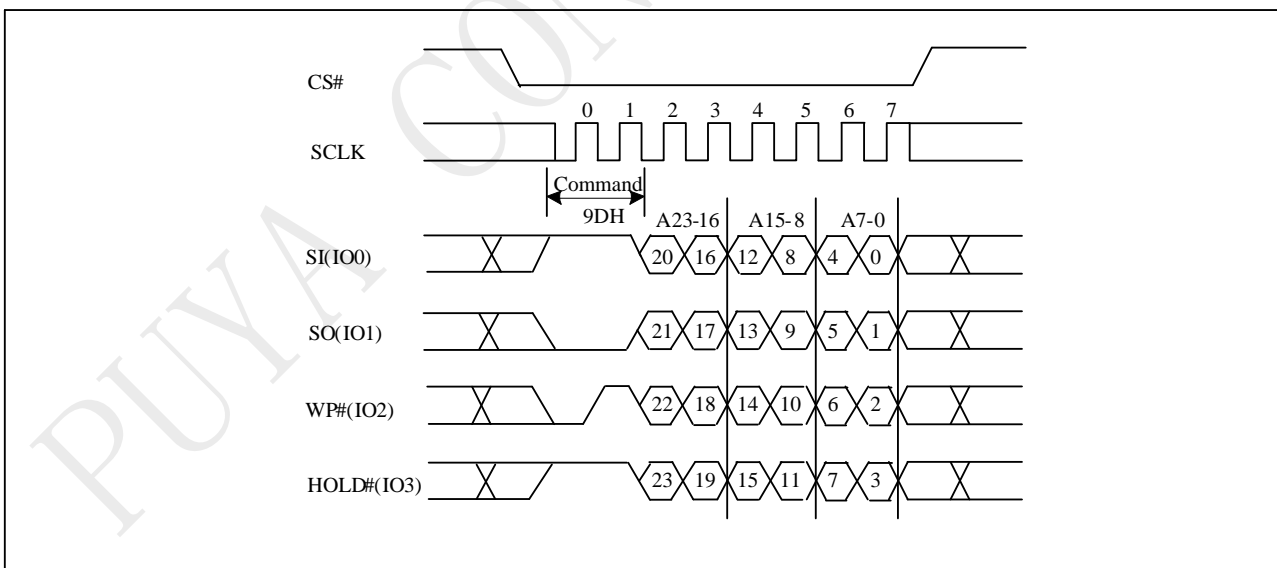 PUYA CON
CS#
0 1 2 3 4 5 6 7
SCLK
Command
9DH
A23-16 A15-8 A7-0
SI(IO0)
20 16 12 8 4 0
SO(IO1)
21 17 13 9 5 1
WP#(IO2)
22 18 14 10 6 2
HOLD#(IO3)
23 19 15 11 7 3